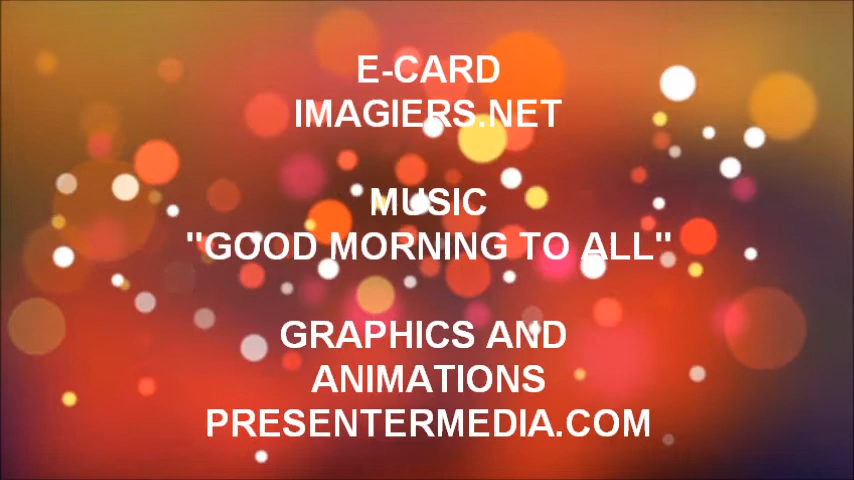 E-CARD
IMAGIERS.NET
MUSIC
"GOOD MORNING TO ALL"
GRAPHICS AND
ANIMATIONS
PRESENTERMEDIA.COM